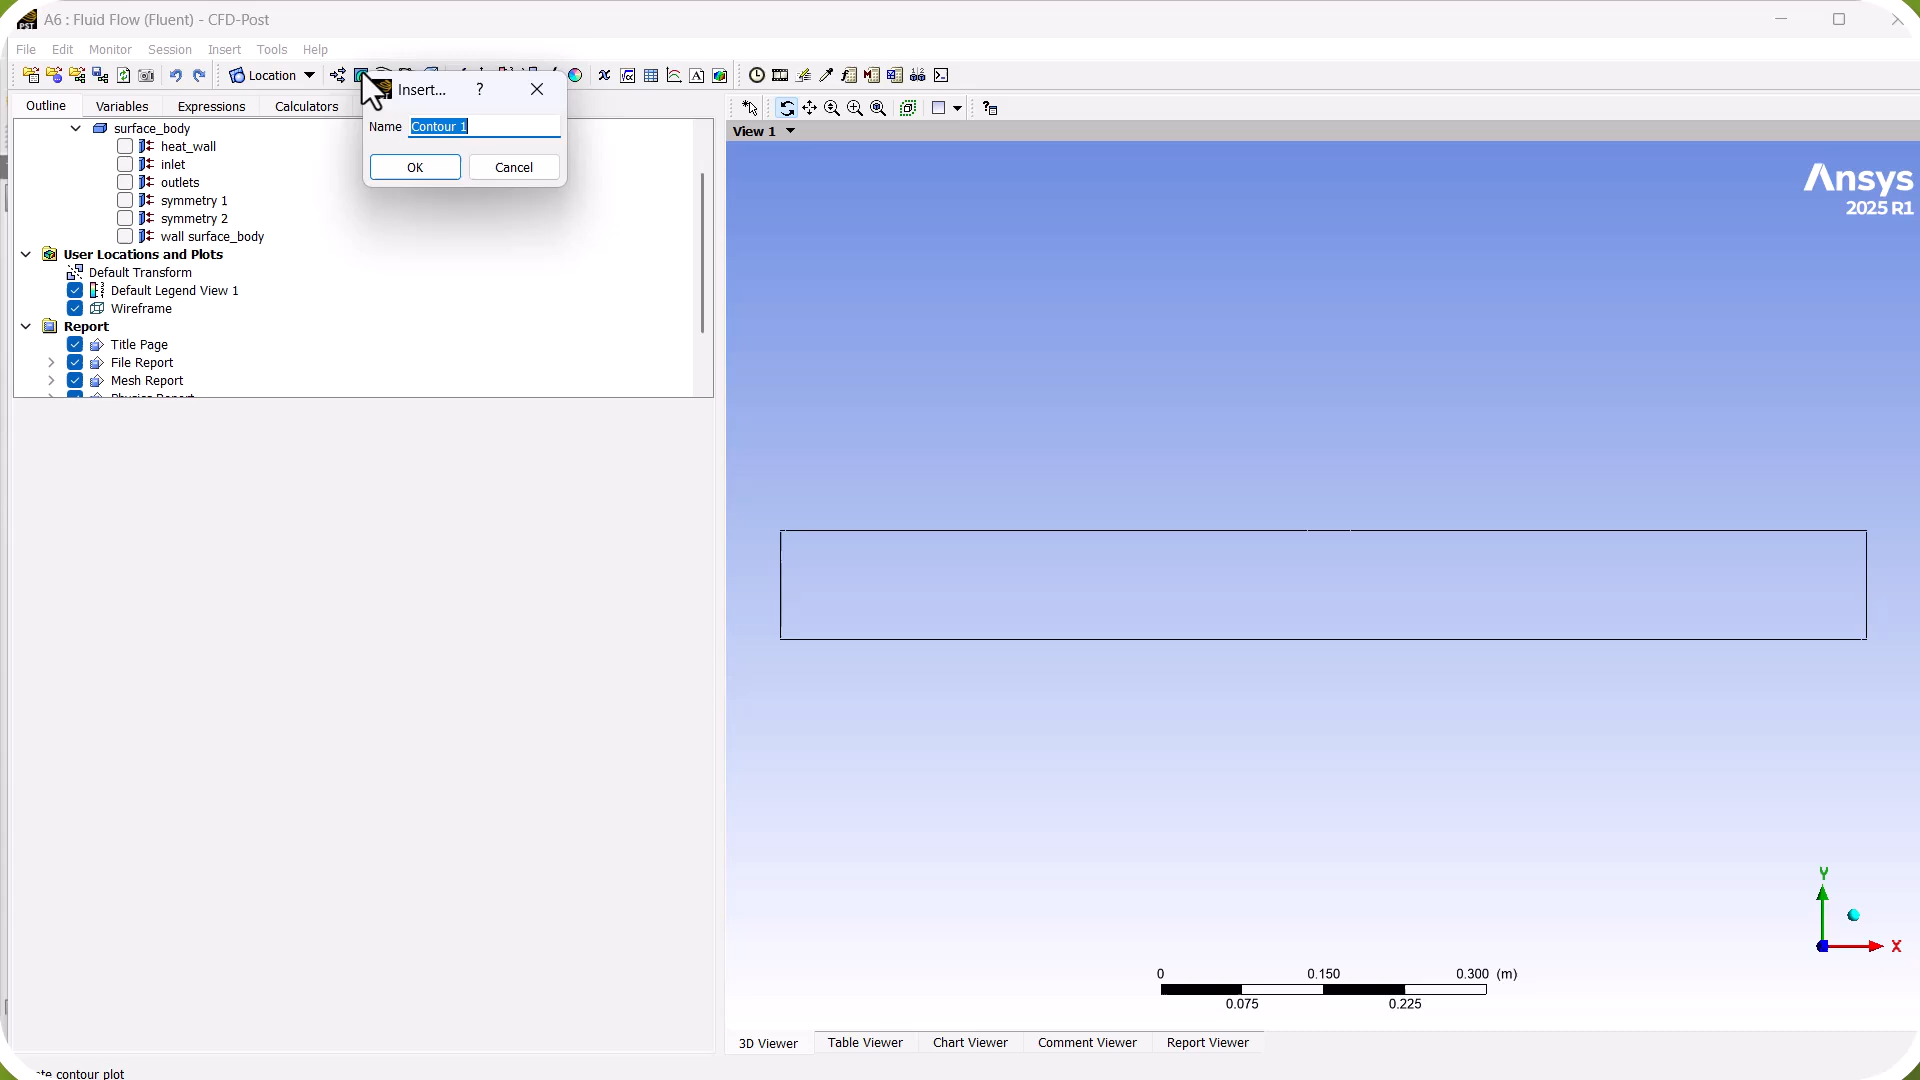 A6 : Fluid Flow (Fluent) - CFD-Post
File Edit Monitor Session Insert Tools Help
Location
Insert... ?
Name Contour 1
OK Cancel
Outline Variables Expressions Calculators
surface_body
heat_wall
inlet
outlets
symmetry 1
symmetry 2
wall surface_body
User Locations and Plots
Default Transform
Default Legend View 1
Wireframe
Report
Title Page
File Report
Mesh Report
Physics Report
View 1
Ansys
2025 R1
Y
X
0 0.150 0.300 (m)
0.075 0.225
3D Viewer Table Viewer Chart Viewer Comment Viewer Report Viewer
contour plot